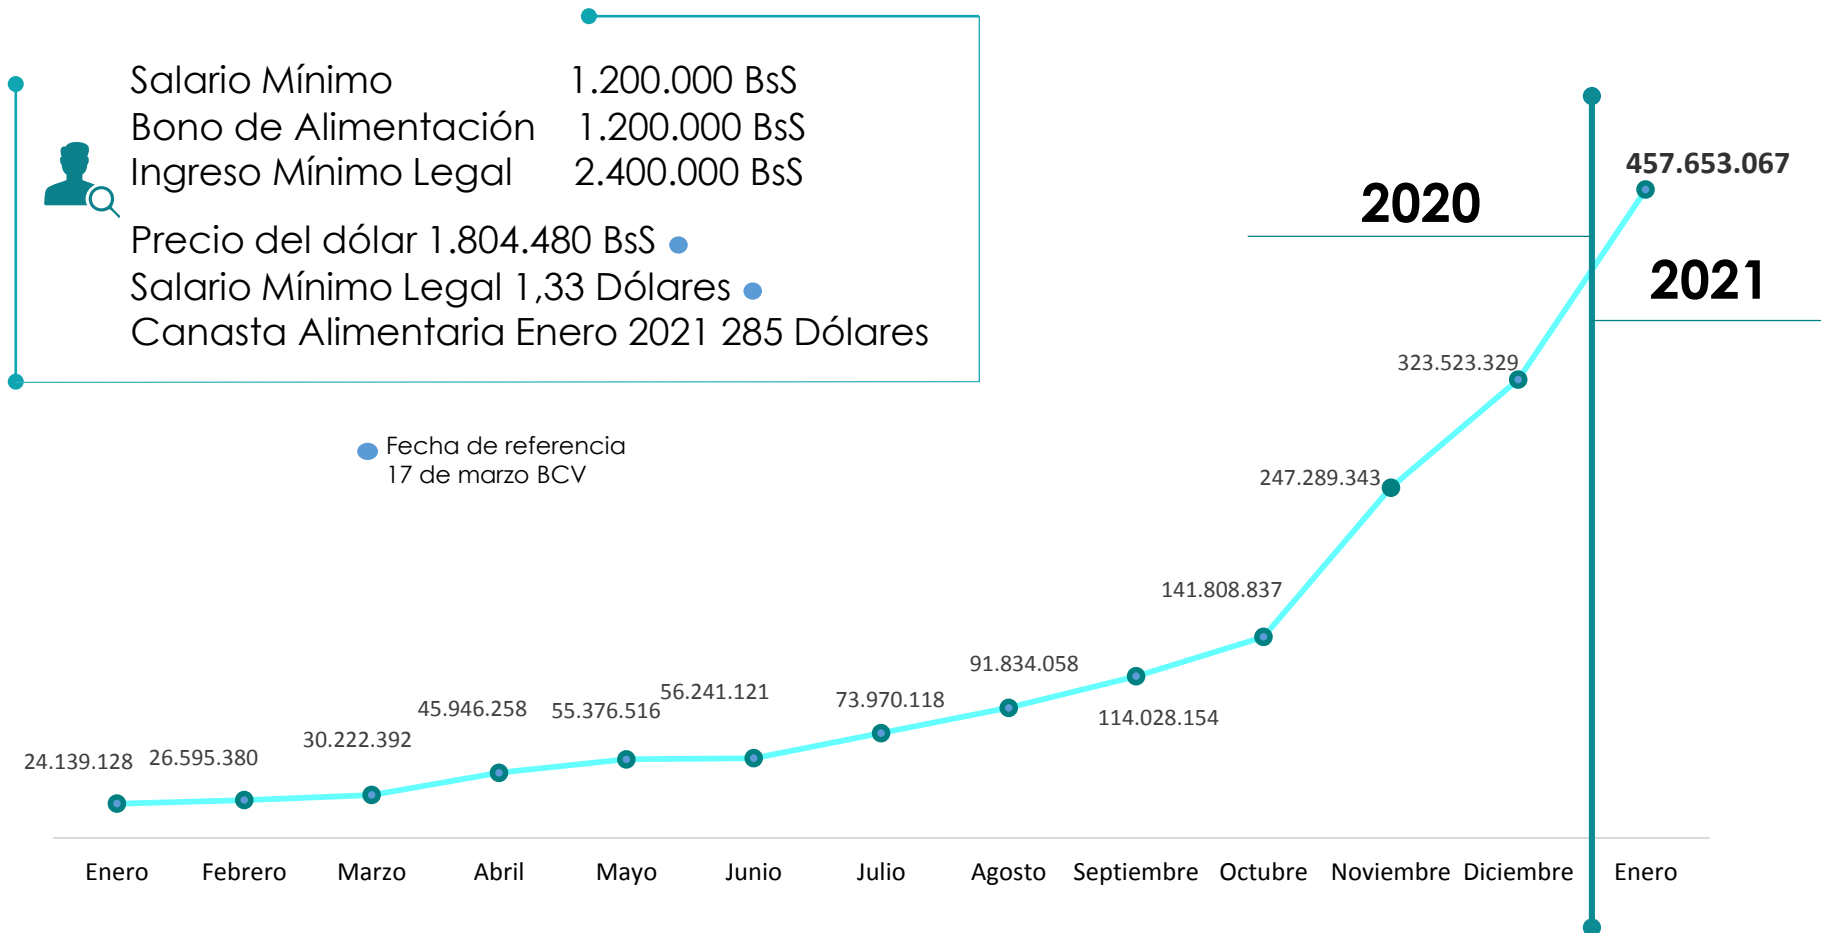 Salario Mínimo 1.200.000 BsS
Bono de Alimentación 1.200.000 BsS
Ingreso Mínimo Legal 2.400.000 BsS
Precio del dólar 1.804.480 BsS
Salario Mínimo Legal 1,33 Dólares
Canasta Alimentaria Enero 2021 285 Dólares
Fecha de referencia
17 de marzo BCV
2020
2021
24.139.128
26.595.380
30.222.392
45.946.258
55.376.516
56.241.121
73.970.118
91.834.058
114.028.154
141.808.837
247.289.343
323.523.329
457.653.067
Enero Febrero Marzo Abril Mayo Junio Julio Agosto Septiembre Octubre Noviembre Diciembre Enero